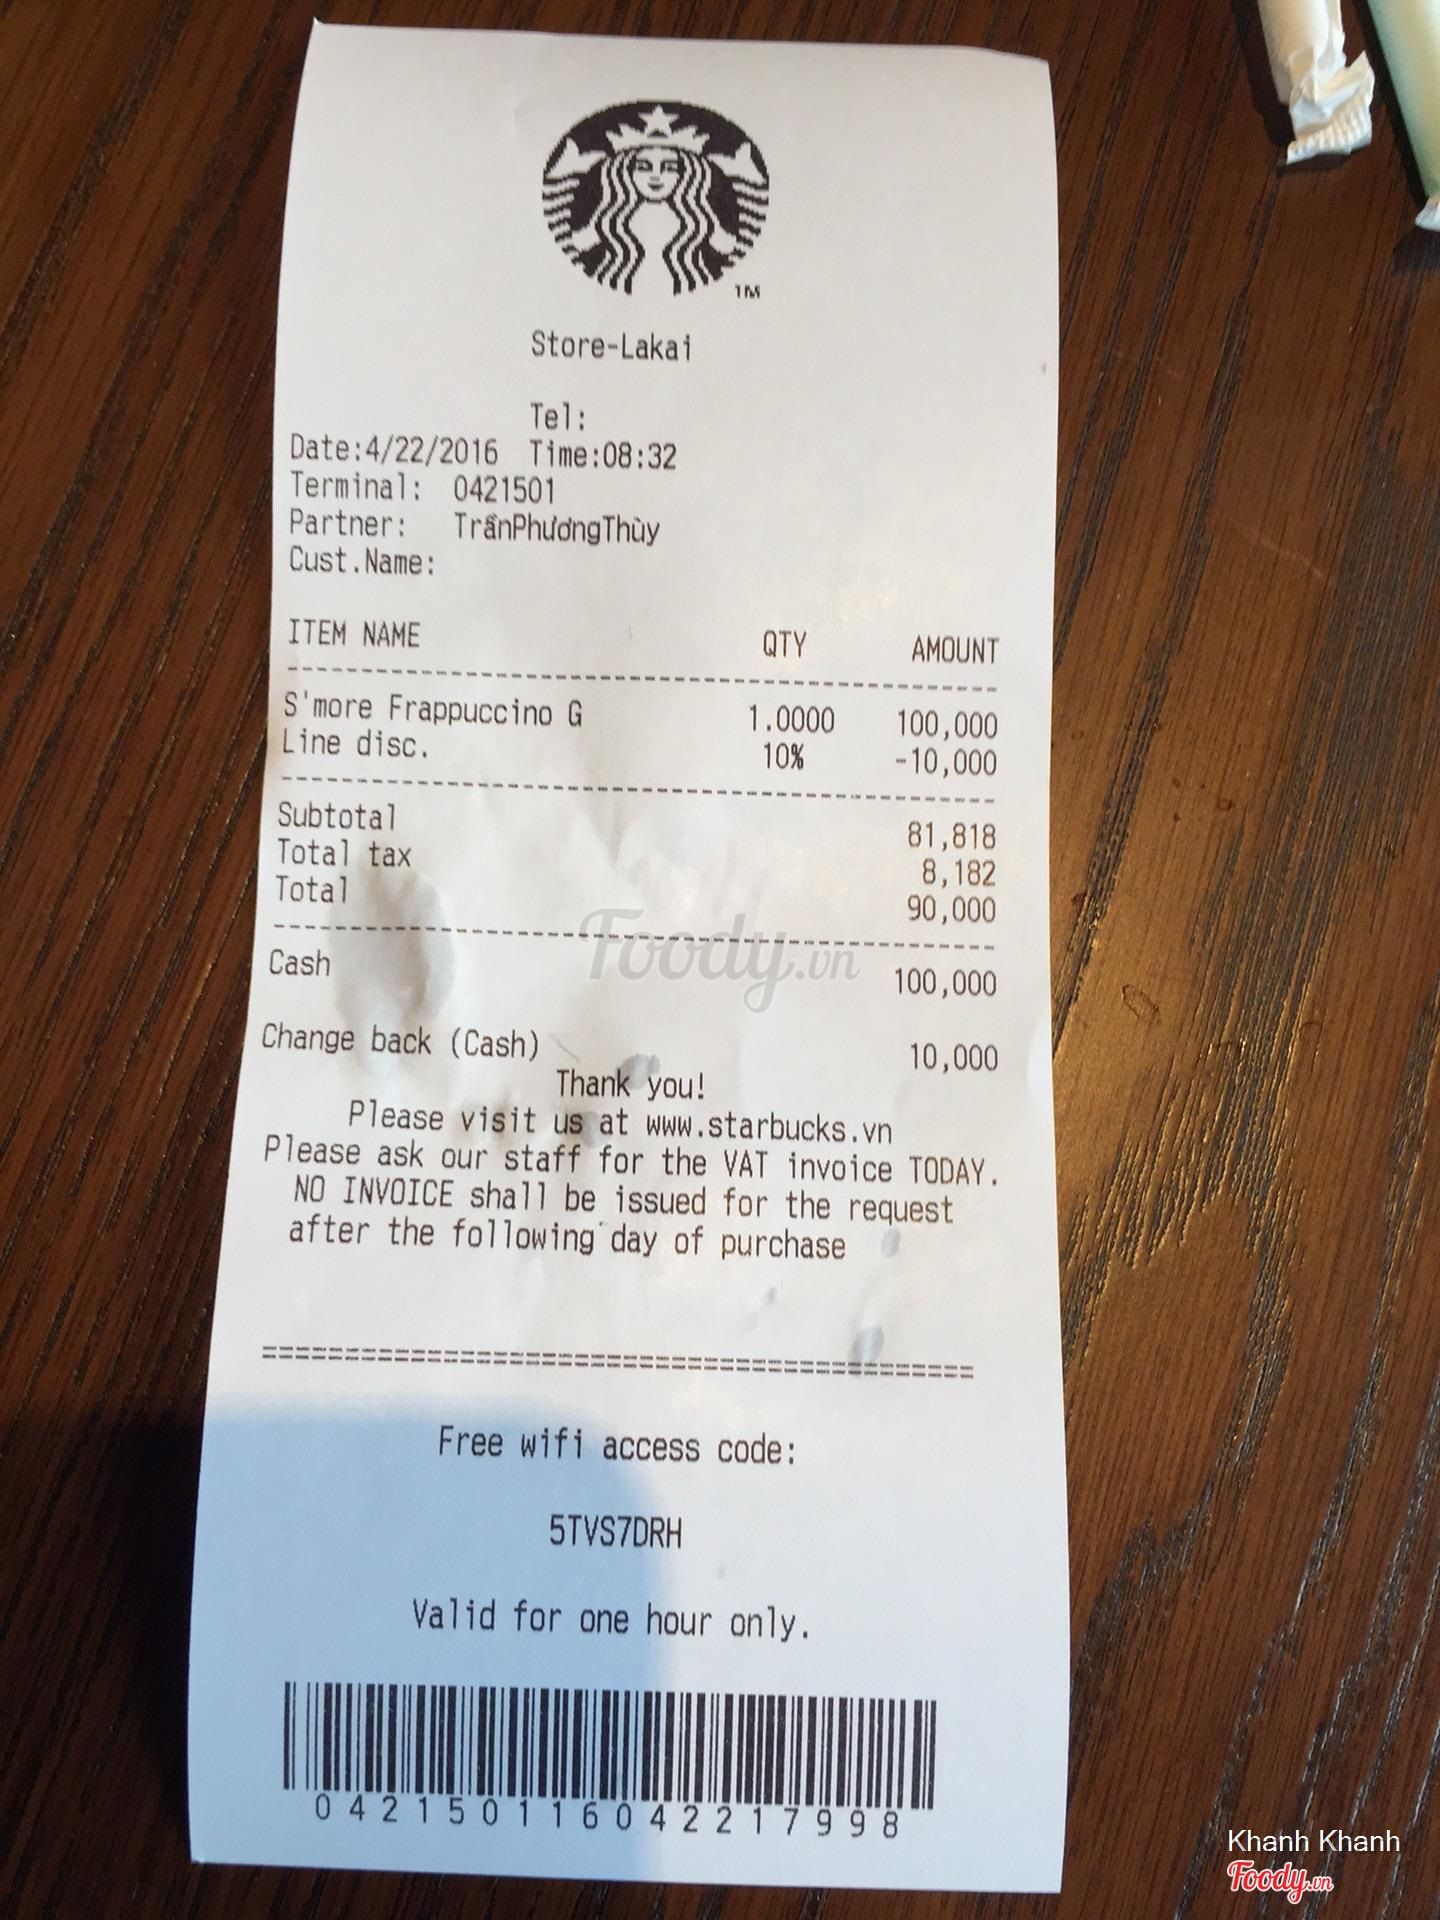 TM
Store-Lakai
Tel:
Date:4/22/2016 Time:08:32
Terminal: 0421501
Partner: TrầnPhươngThùy
Cust.Name:
ITEM NAME QTY AMOUNT
S'more Frappuccino G 1.0000 100,000
Line disc. 10% -10,000
Subtotal 81,818
Total tax 8,182
Total 90,000
Foody.vn
Cash 100,000
Change back (Cash) 10,000
Thank you!
Please visit us at www.starbucks.vn
Please ask our staff for the VAT invoice TODAY.
NO INVOICE shall be issued for the request
after the following day of purchase
Free wifi access code:
5TVS7DRH
Valid for one hour only.
042150116042217998
Khanh Khanh
Foody.vn